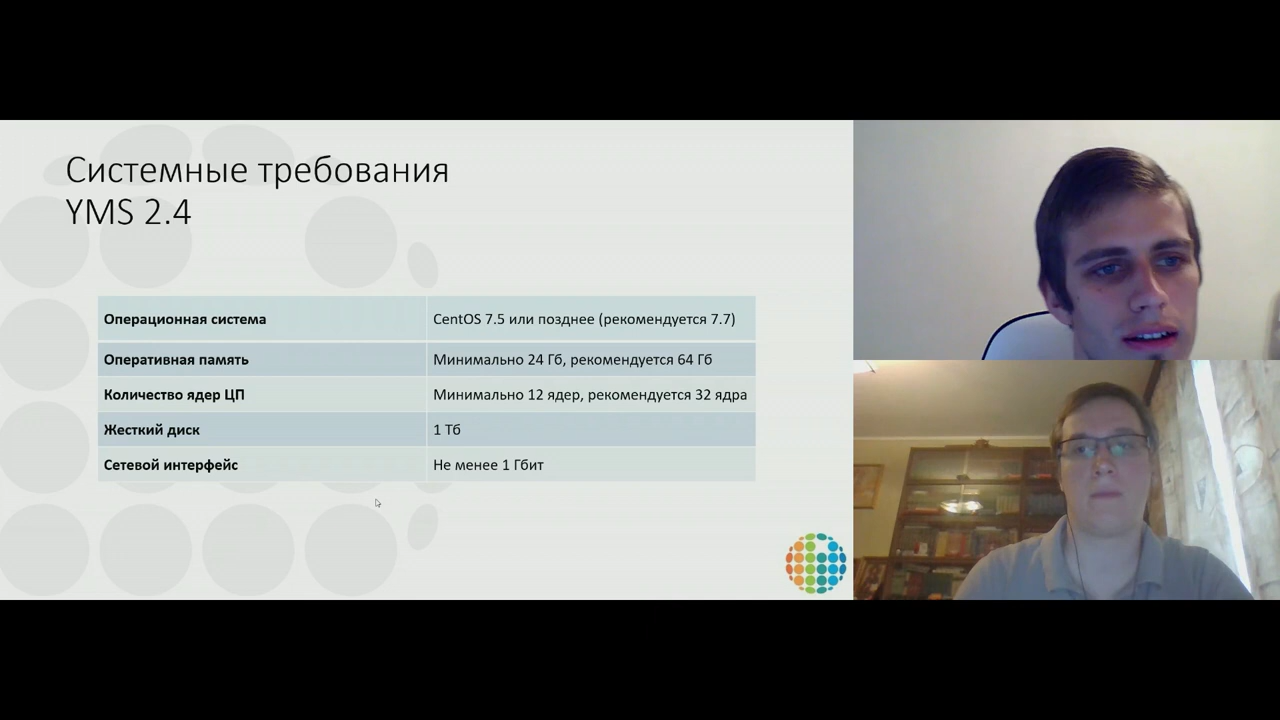 Системные требования
YMS 2.4
Операционная система CentOS 7.5 или позднее (рекомендуется 7.7)
Оперативная память Минимально 24 Гб, рекомендуется 64 Гб
Количество ядер ЦП Минимально 12 ядер, рекомендуется 32 ядра
Жесткий диск 1 Тб
Сетевой интерфейс Не менее 1 Гбит